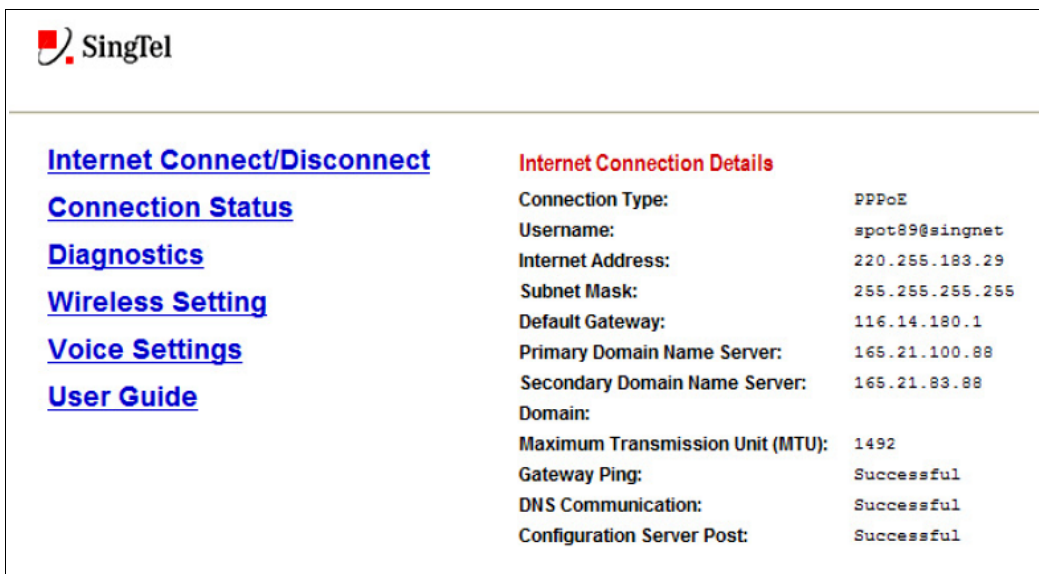 SingTel
Internet Connect/Disconnect
Connection Status
Diagnostics
Wireless Setting
Voice Settings
User Guide
Internet Connection Details
Connection Type: PPPoE
Username: spot89@singnet
Internet Address: 220.255.183.29
Subnet Mask: 255.255.255.255
Default Gateway: 116.14.180.1
Primary Domain Name Server: 165.21.100.88
Secondary Domain Name Server: 165.21.83.88
Domain:
Maximum Transmission Unit (MTU): 1492
Gateway Ping: Successful
DNS Communication: Successful
Configuration Server Post: Successful